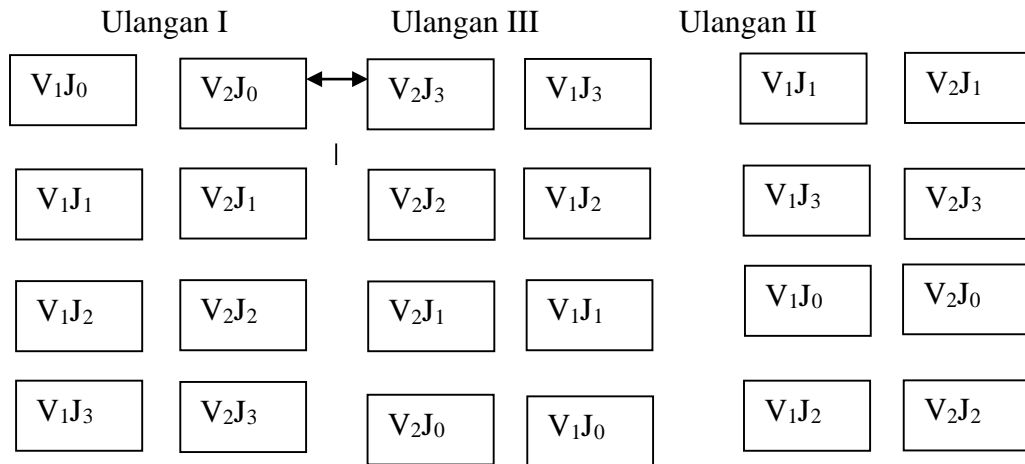 Ulangan I Ulangan III Ulangan II
V₁J₀ V₂J₀ V₂J₃ V₁J₃ V₁J₁ V₂J₁
V₁J₁ V₂J₁ V₂J₂ V₁J₂ V₁J₃ V₂J₃
V₁J₂ V₂J₂ V₂J₁ V₁J₁ V₁J₀ V₂J₀
V₁J₃ V₂J₃ V₂J₀ V₁J₀ V₁J₂ V₂J₂